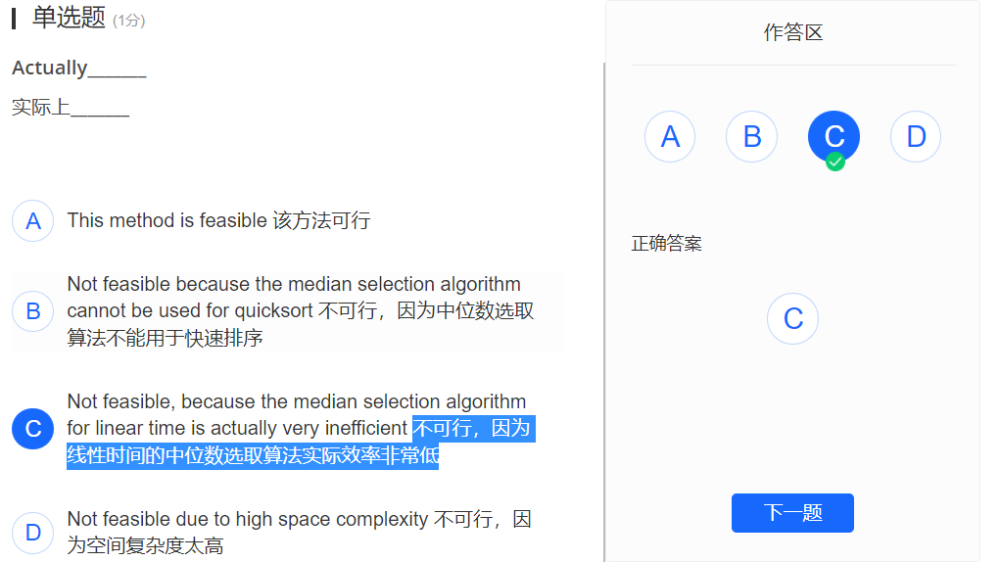 单选题 (1分)
Actually______
实际上______
A This method is feasible 该方法可行
B Not feasible because the median selection algorithm
cannot be used for quicksort 不可行，因为中位数选取
算法不能用于快速排序
C Not feasible, because the median selection algorithm
for linear time is actually very inefficient 不可行，因为
线性时间的中位数选取算法实际效率非常低
D Not feasible due to high space complexity 不可行，因
为空间复杂度太高
作答区
A B C D
正确答案
C
下一题